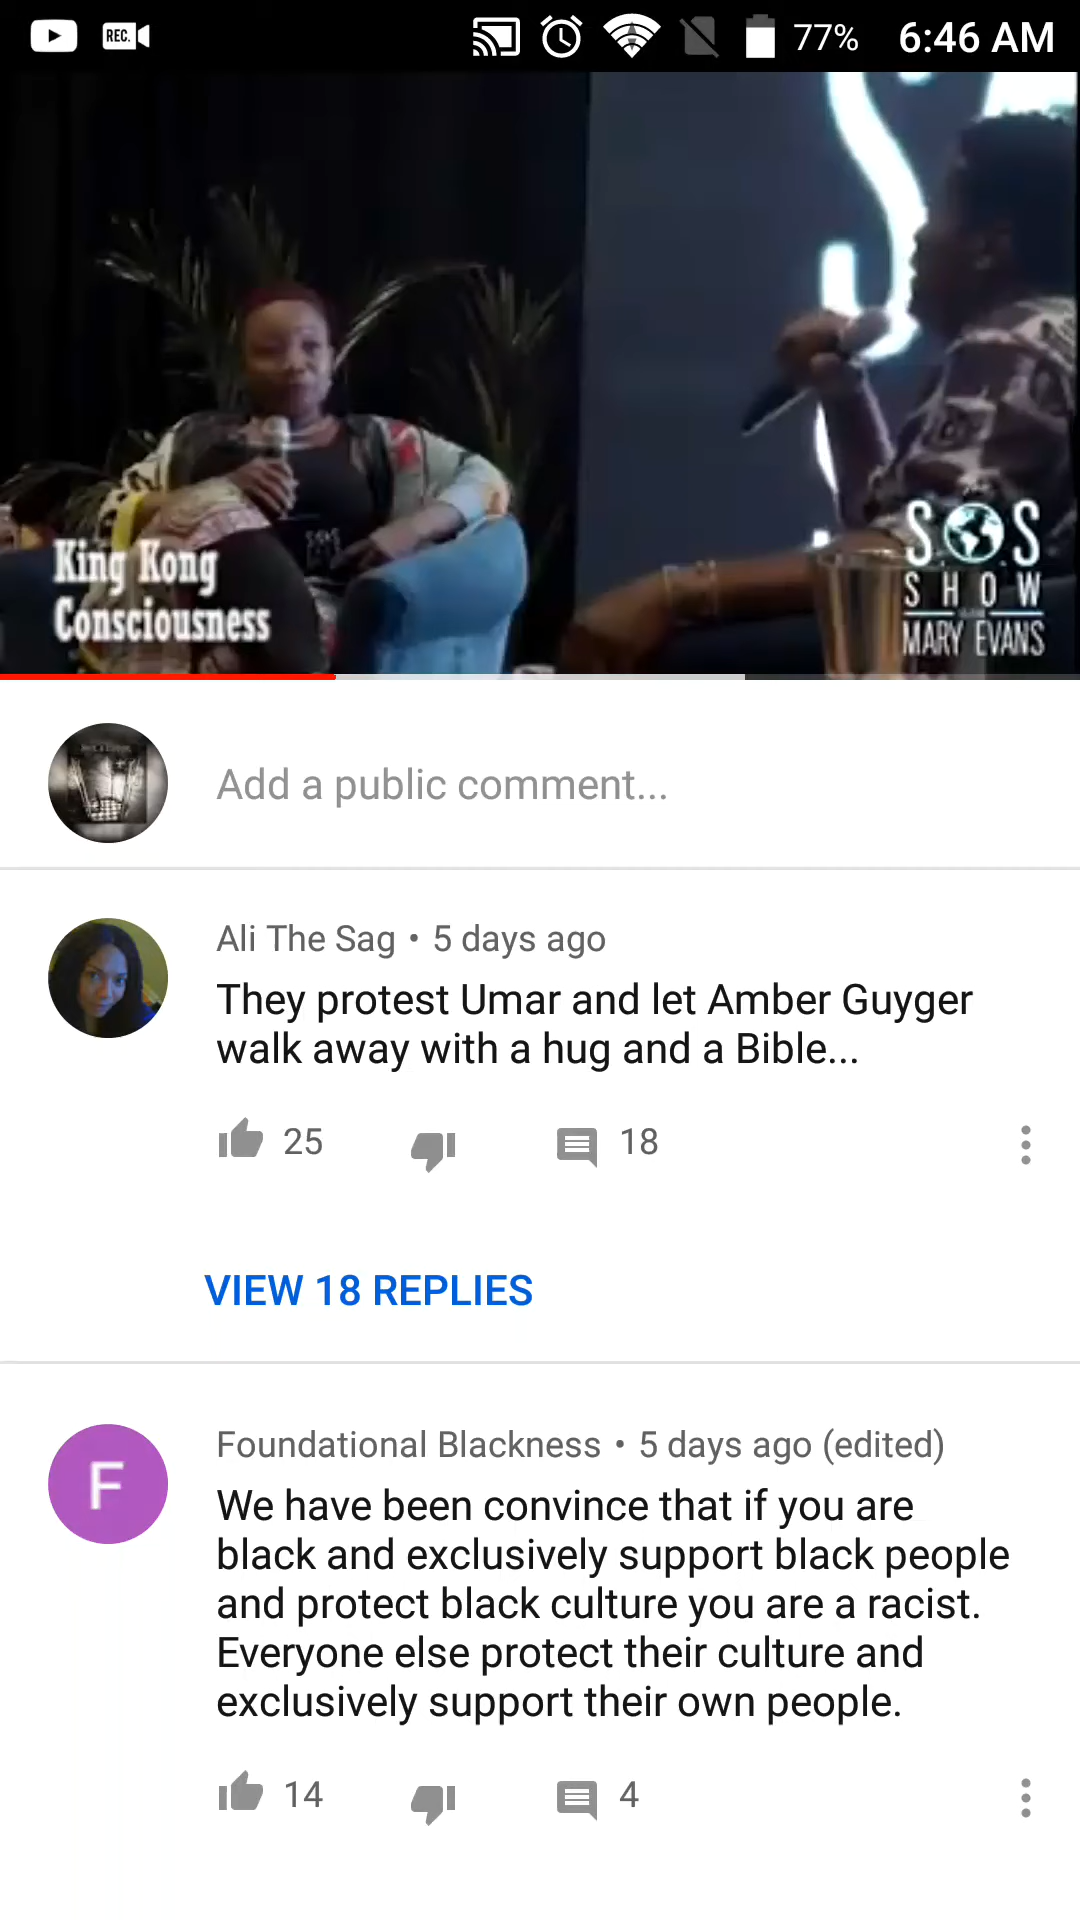 REC.
77%
6:46 AM
King Kong
Consciousness
SOS
SHOW
MARY EVANS
Add a public comment...
Ali The Sag • 5 days ago
They protest Umar and let Amber Guyger
walk away with a hug and a Bible...
25
18
VIEW 18 REPLIES
F
Foundational Blackness • 5 days ago (edited)
We have been convince that if you are
black and exclusively support black people
and protect black culture you are a racist.
Everyone else protect their culture and
exclusively support their own people.
14
4